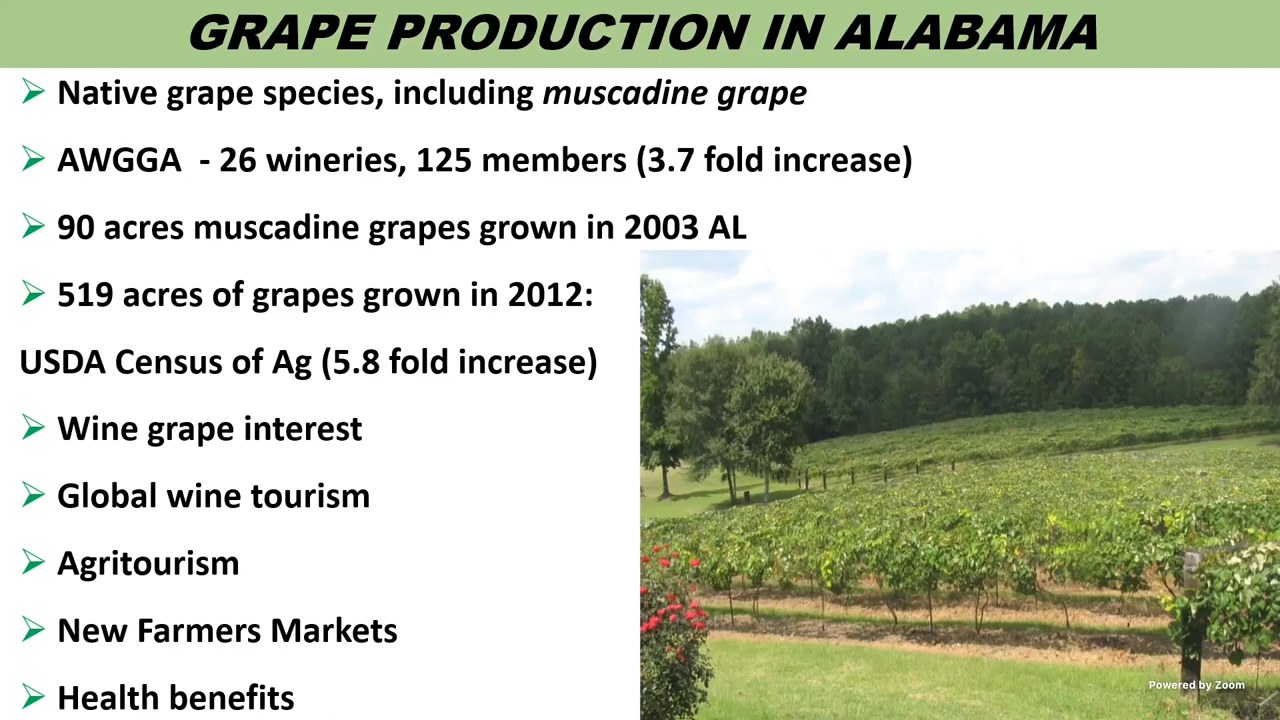 GRAPE PRODUCTION IN ALABAMA
Native grape species, including muscadine grape
AWGGA - 26 wineries, 125 members (3.7 fold increase)
90 acres muscadine grapes grown in 2003 AL
519 acres of grapes grown in 2012:
USDA Census of Ag (5.8 fold increase)
Wine grape interest
Global wine tourism
Agritourism
New Farmers Markets
Health benefits
Powered by Zoom